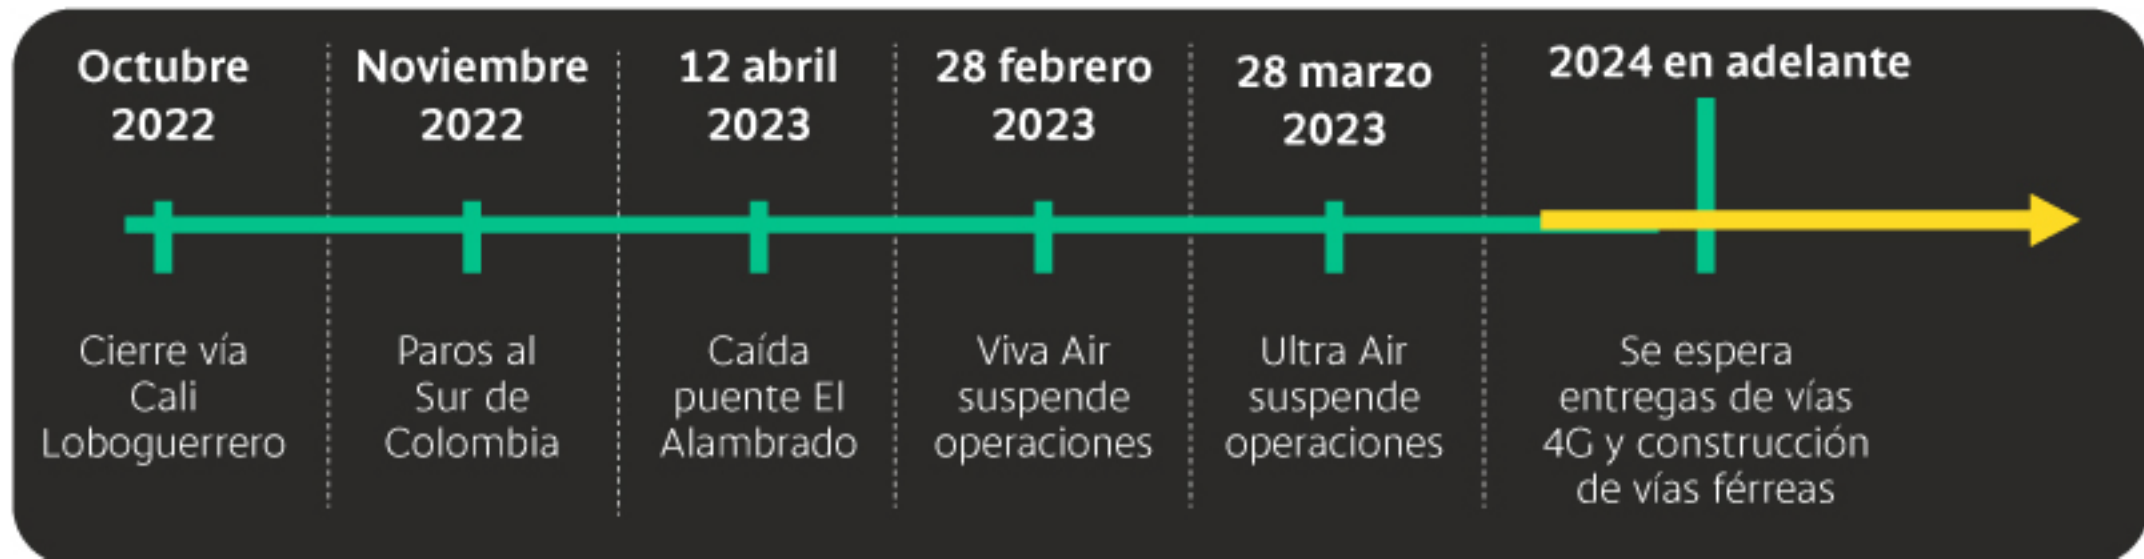 Octubre
2022
Cierre vía
Cali
Loboguerrero
Noviembre
2022
Paros al
Sur de
Colombia
12 abril
2023
Caída
puente El
Alambrado
28 febrero
2023
Viva Air
suspende
operaciones
28 marzo
2023
Ultra Air
suspende
operaciones
2024 en adelante
Se espera
entregas de vías
4G y construcción
de vías férreas